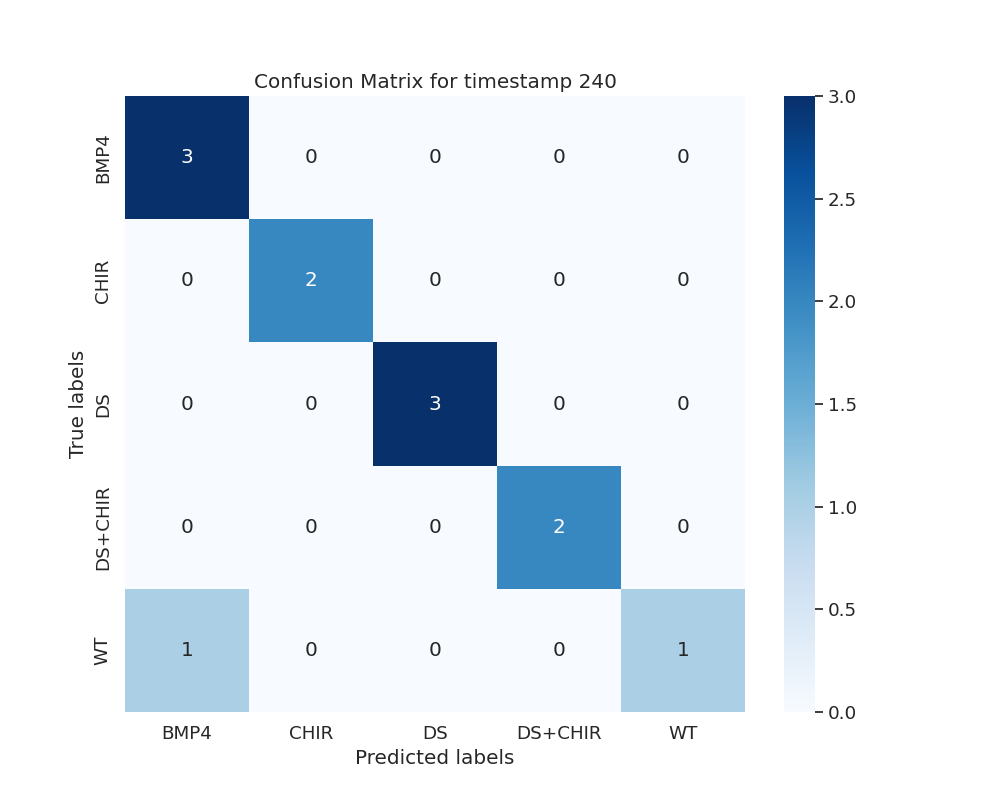 Confusion Matrix for timestamp 240
True labels
BMP4
3 0 0 0 0
CHIR
0 2 0 0 0
DS
0 0 3 0 0
DS+CHIR
0 0 0 2 0
WT
1 0 0 0 1
BMP4 CHIR DS DS+CHIR WT
Predicted labels
3.0
2.5
2.0
1.5
1.0
0.5
0.0